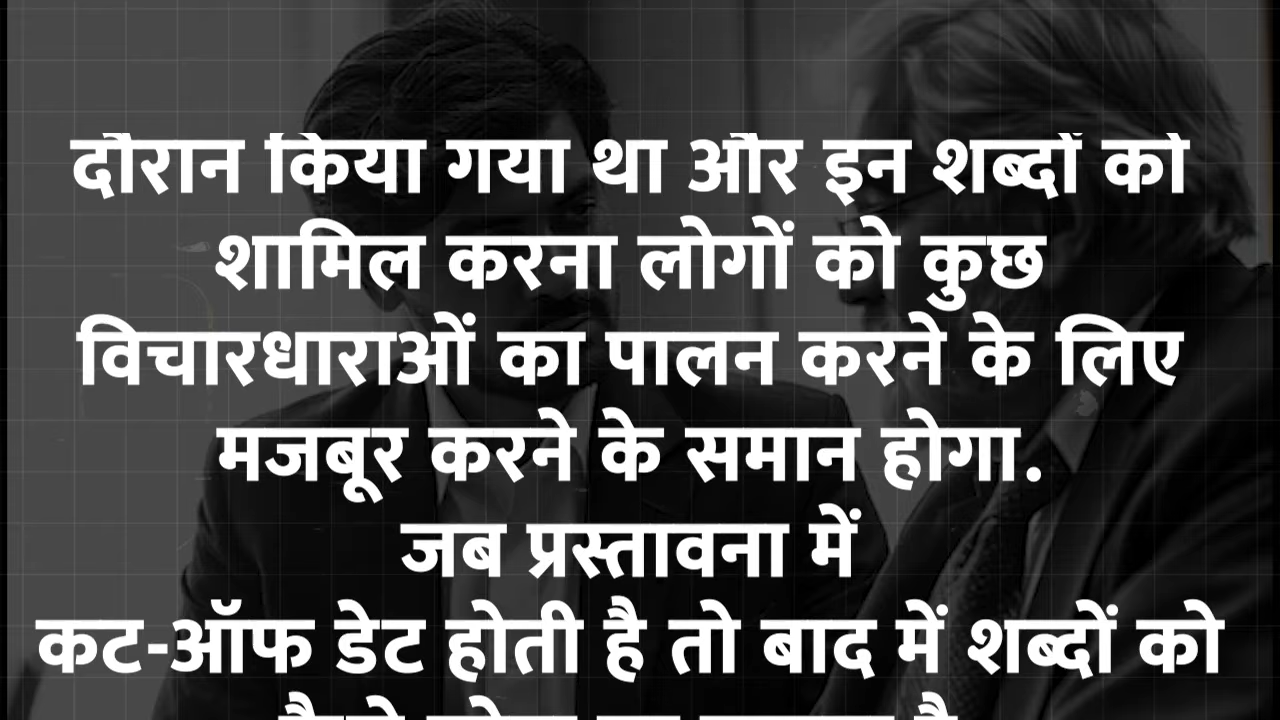 दौरान किया गया था और इन शब्दों को
शामिल करना लोगों को कुछ
विचारधाराओं का पालन करने के लिए
मजबूर करने के समान होगा.
जब प्रस्तावना में
कट-ऑफ डेट होती है तो बाद में शब्दों को